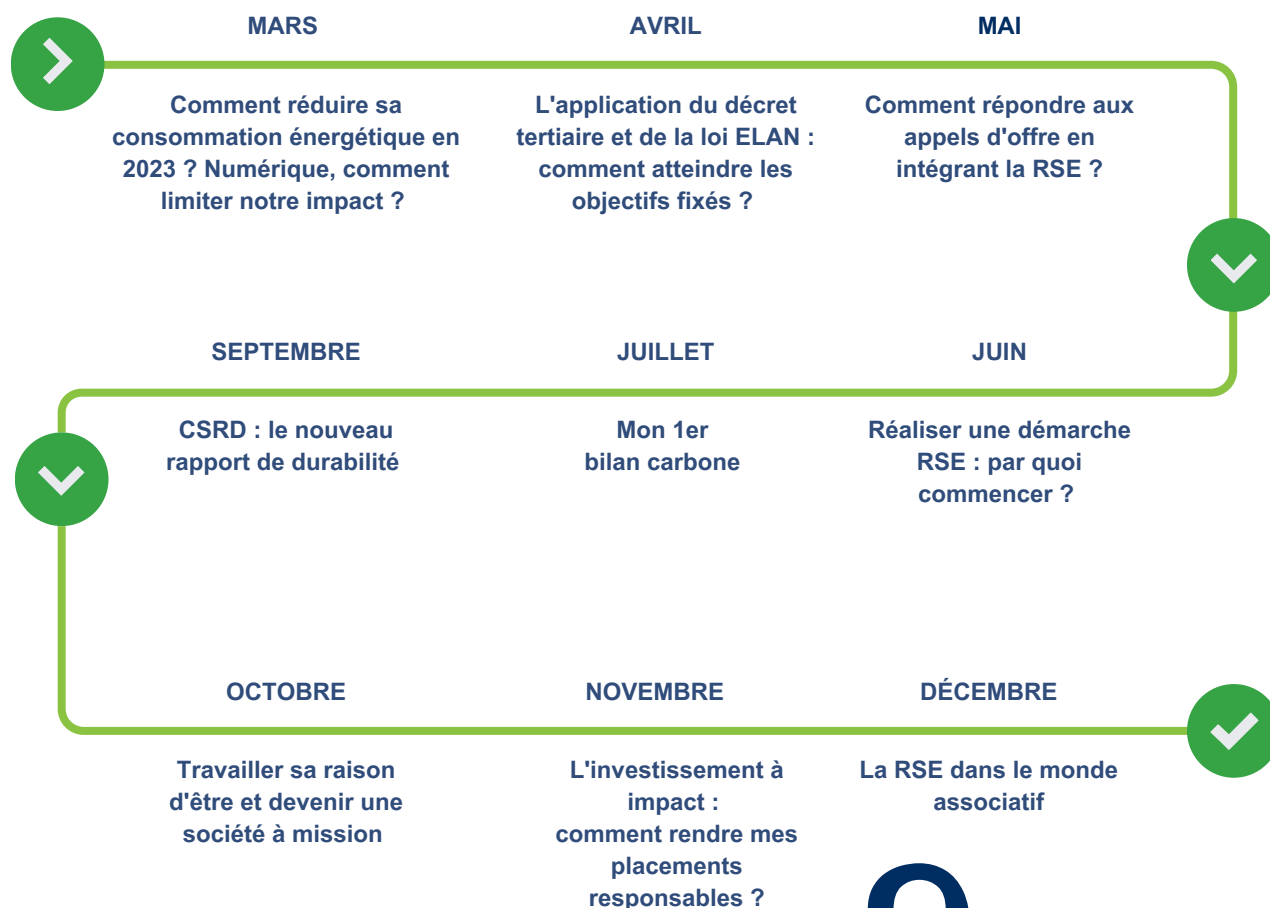 MARS
Comment réduire sa
consommation énergétique en
2023 ? Numérique, comment
limiter notre impact ?
AVRIL
L'application du décret
tertiaire et de la loi ELAN :
comment atteindre les
objectifs fixés ?
MAI
Comment répondre aux
appels d'offre en
intégrant la RSE ?
JUIN
Réaliser une démarche
RSE : par quoi
commencer ?
JUILLET
Mon 1er
bilan carbone
SEPTEMBRE
CSRD : le nouveau
rapport de durabilité
OCTOBRE
Travailler sa raison
d'être et devenir une
société à mission
NOVEMBRE
L'investissement à
impact :
comment rendre mes
placements
responsables ?
DÉCEMBRE
La RSE dans le monde
associatif